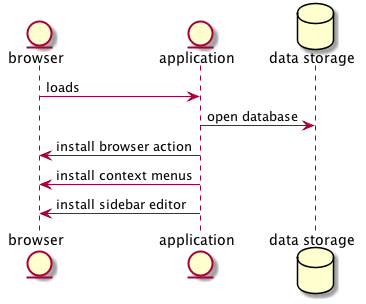 browser application data storage
loads
open database
install browser action
install context menus
install sidebar editor
browser application data storage